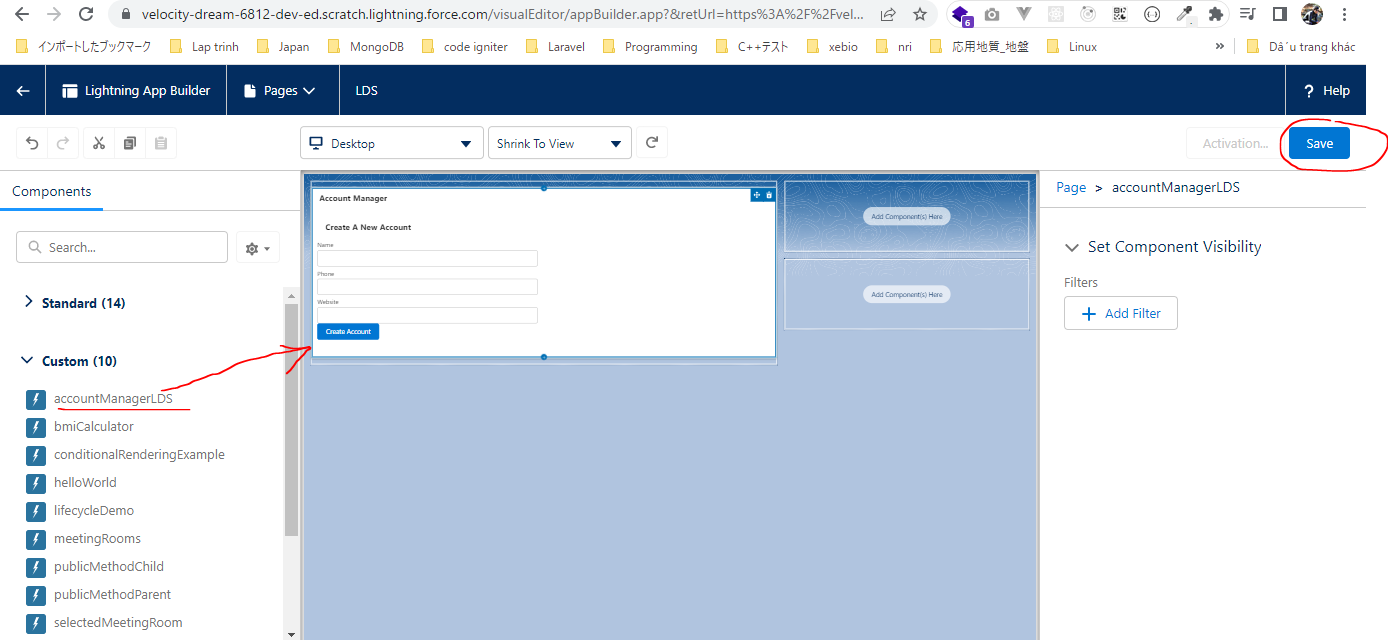 velocity-dream-6812-dev-ed.scratch.lightning.force.com/visualEditor/appBuilder.app?&retUrl=https%3A%2F%2Fvel...
6
インポートしたブックマーク Lap trinh Japan MongoDB code igniter Laravel Programming C++テスト xebio nri 応用地質_地盤 Linux » Dấu trang khác
Lightning App Builder Pages LDS ? Help
Desktop Shrink To View Activation... Save
Components
Page > accountManagerLDS
Search...
Account Manager
Create A New Account
Name
Phone
Website
Create Account
Add Component(s) Here
Add Component(s) Here
Set Component Visibility
Filters
Add Filter
Standard (14)
Custom (10)
accountManagerLDS
bmiCalculator
conditionalRenderingExample
helloWorld
lifecycleDemo
meetingRooms
publicMethodChild
publicMethodParent
selectedMeetingRoom